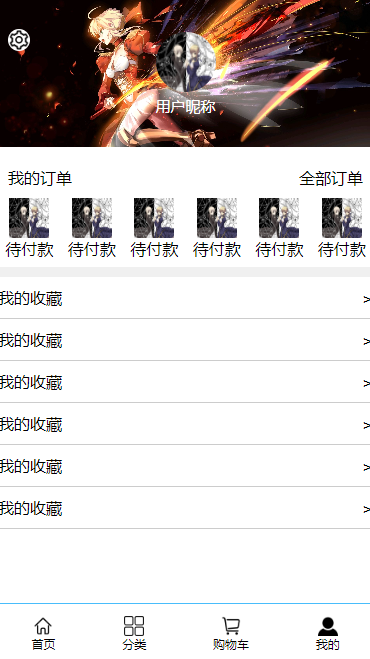 用户昵称
我的订单 全部订单
待付款 待付款 待付款 待付款 待付款 待付款
我的收藏 >
我的收藏 >
我的收藏 >
我的收藏 >
我的收藏 >
我的收藏 >
首页 分类 购物车 我的